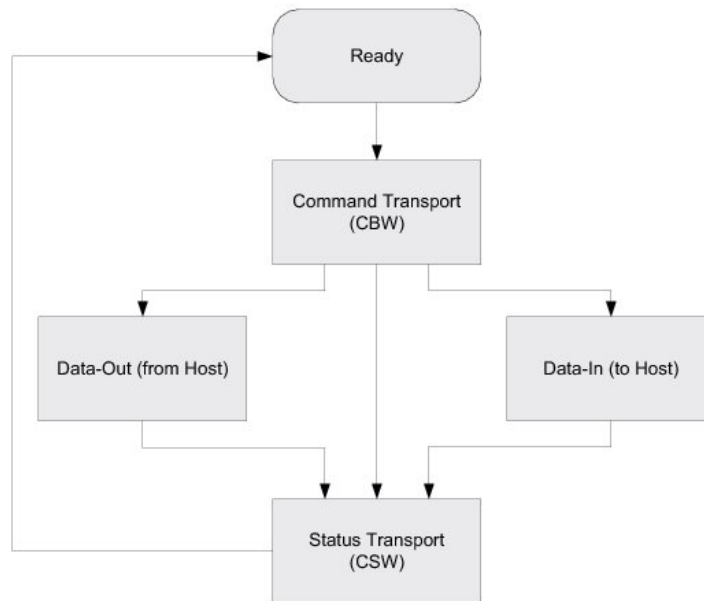 Ready
Command Transport
(CBW)
Data-Out (from Host)
Data-In (to Host)
Status Transport
(CSW)